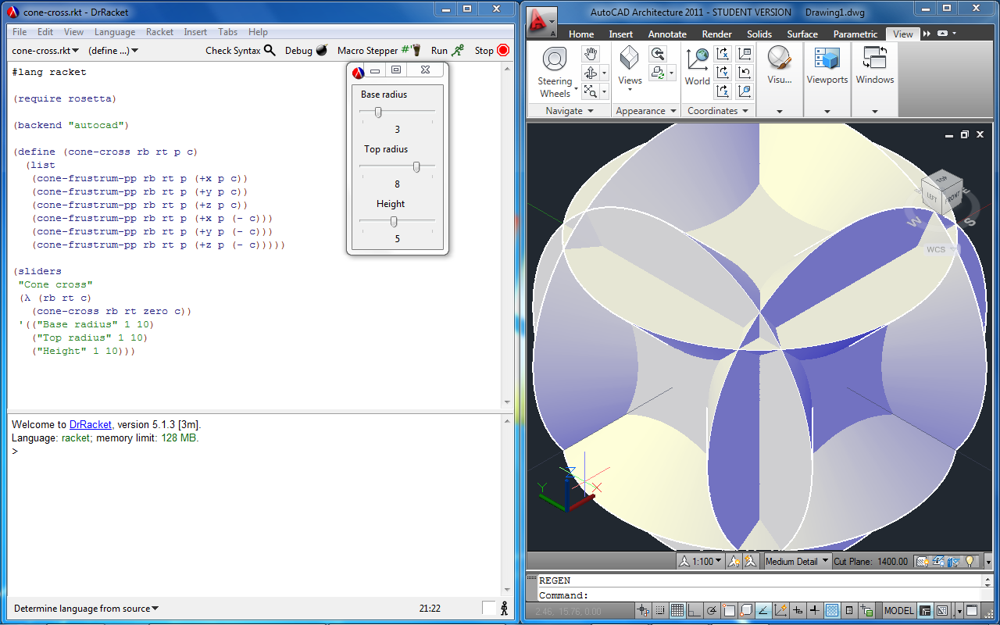 cone-cross.rkt - DrRacket
File Edit View Language Racket Insert Tabs Help
cone-cross.rkt (define ...) Check Syntax Debug Macro Stepper #' Run Stop
#lang racket
(require rosetta)
(backend "autocad")
(define (cone-cross rb rt p c)
  (list
   (cone-frustrum-pp rb rt p (+x p c))
   (cone-frustrum-pp rb rt p (+y p c))
   (cone-frustrum-pp rb rt p (+z p c))
   (cone-frustrum-pp rb rt p (+x p (- c)))
   (cone-frustrum-pp rb rt p (+y p (- c)))
   (cone-frustrum-pp rb rt p (+z p (- c)))))
(sliders
 "Cone cross"
 (λ (rb rt c)
   (cone-cross rb rt zero c))
 '(("Base radius" 1 10)
   ("Top radius" 1 10)
   ("Height" 1 10)))
Base radius
3
Top radius
8
Height
5
Welcome to DrRacket, version 5.1.3 [3m].
Language: racket; memory limit: 128 MB.
>
Determine language from source 21:22
AutoCAD Architecture 2011 - STUDENT VERSION Drawing1.dwg
A
Home Insert Annotate Render Solids Surface Parametric View
Steering
Wheels
Views
World
X
Y
Z
Visu...
Viewports
Windows
Navigate Appearance Coordinates
TOP
LEFT FRONT
W S E
WCS
Z
Y X
1:100 Medium Detail Cut Plane: 1400.00
REGEN
Command:
2.46, 15.76, 0.00 MODEL